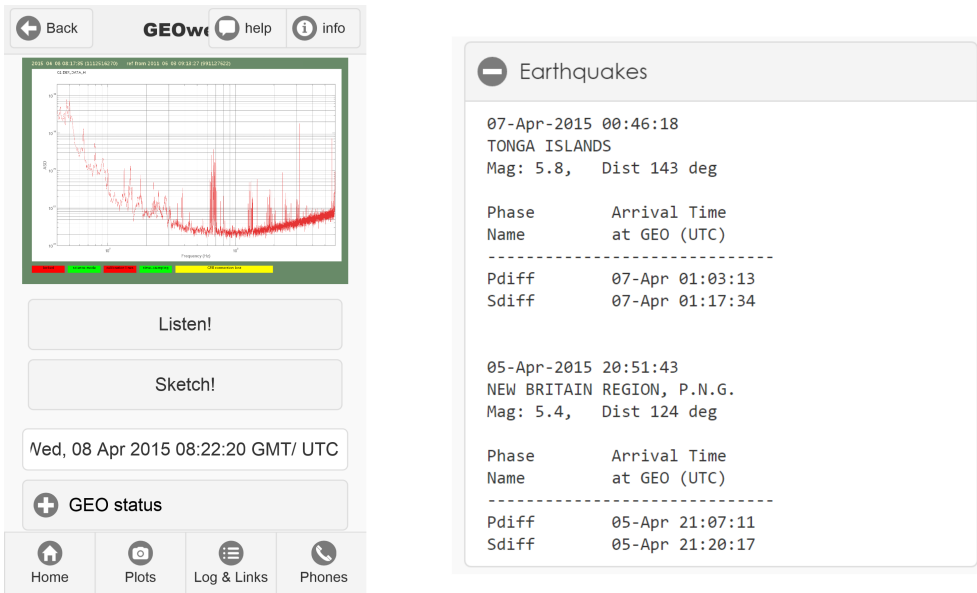 Back
GEOwe
help
info
Listen!
Sketch!
Wed, 08 Apr 2015 08:22:20 GMT/ UTC
GEO status
Home
Plots
Log & Links
Phones
Earthquakes
07-Apr-2015 00:46:18
TONGA ISLANDS
Mag: 5.8, Dist 143 deg
Phase Arrival Time
Name at GEO (UTC)
------------------------------
Pdiff 07-Apr 01:03:13
Sdiff 07-Apr 01:17:34
05-Apr-2015 20:51:43
NEW BRITAIN REGION, P.N.G.
Mag: 5.4, Dist 124 deg
Phase Arrival Time
Name at GEO (UTC)
------------------------------
Pdiff 05-Apr 21:07:11
Sdiff 05-Apr 21:20:17